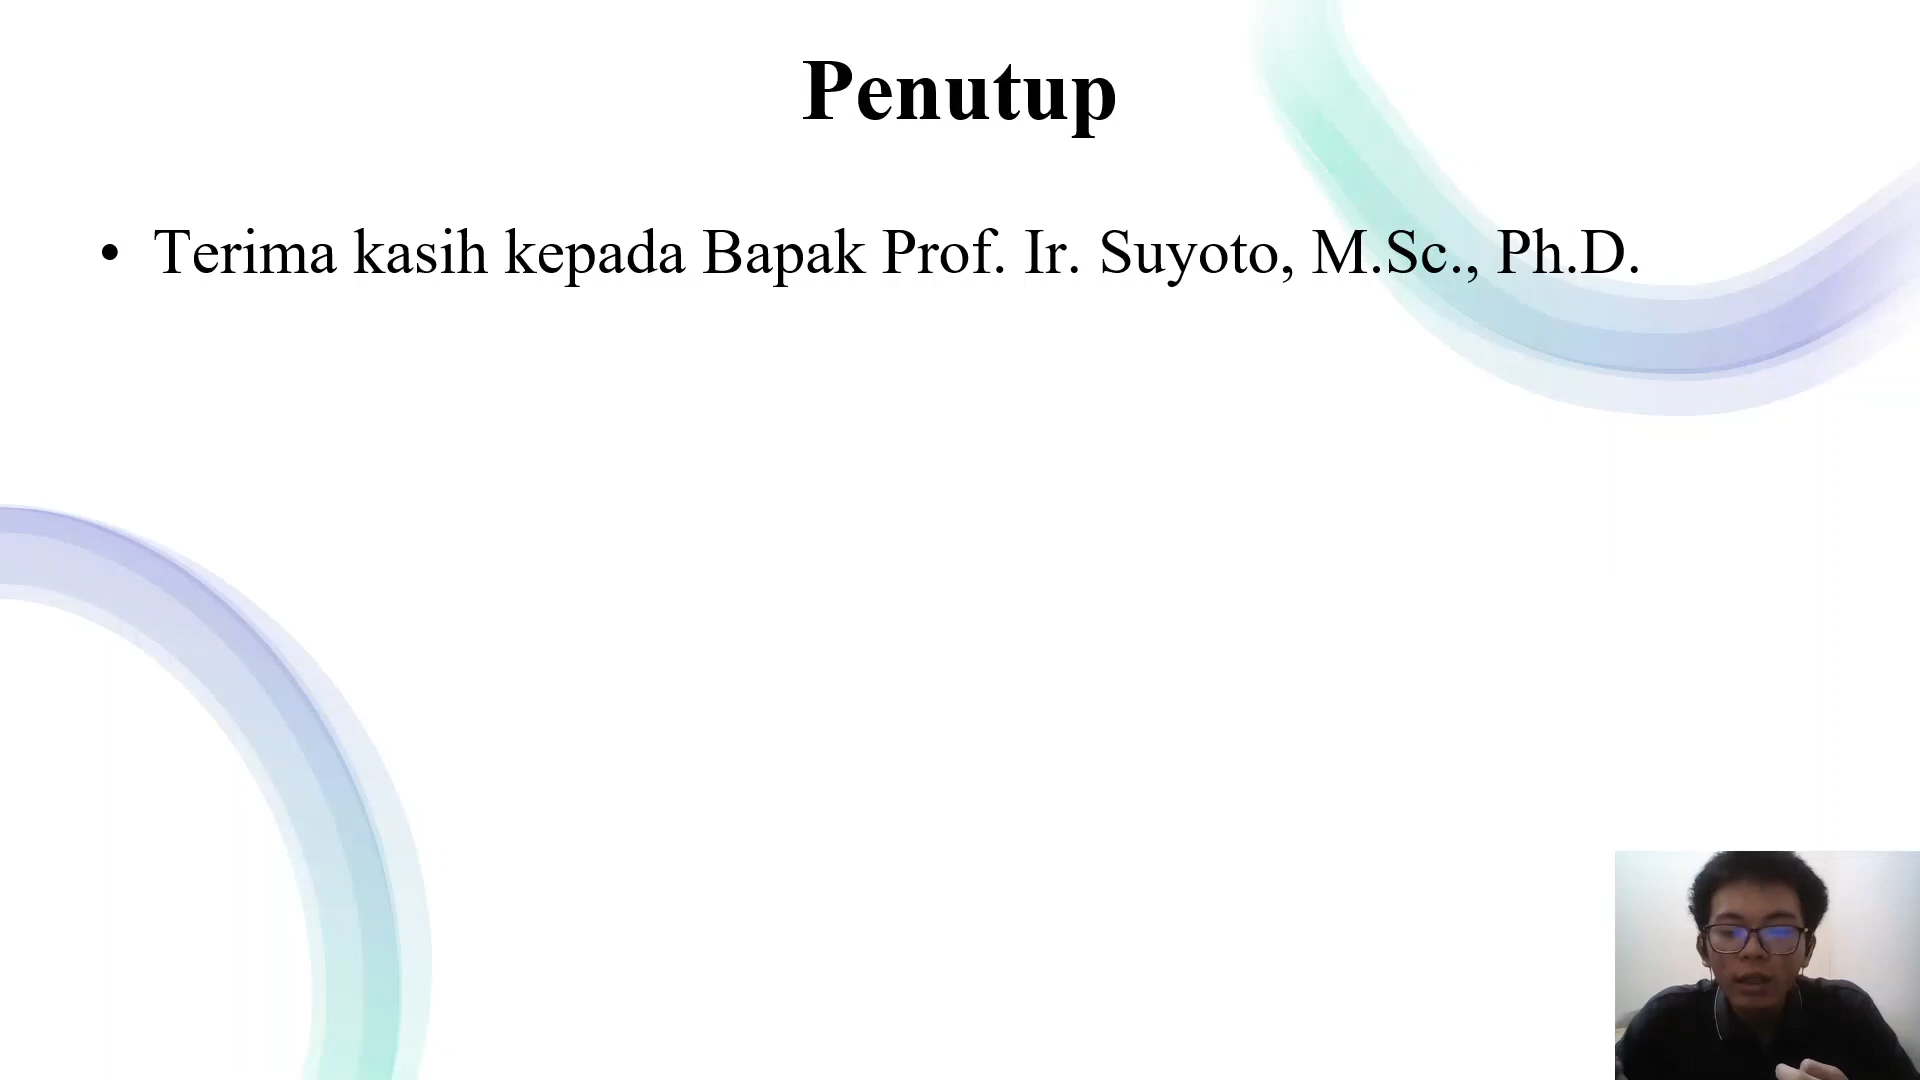 Penutup
• Terima kasih kepada Bapak Prof. Ir. Suyoto, M.Sc., Ph.D.